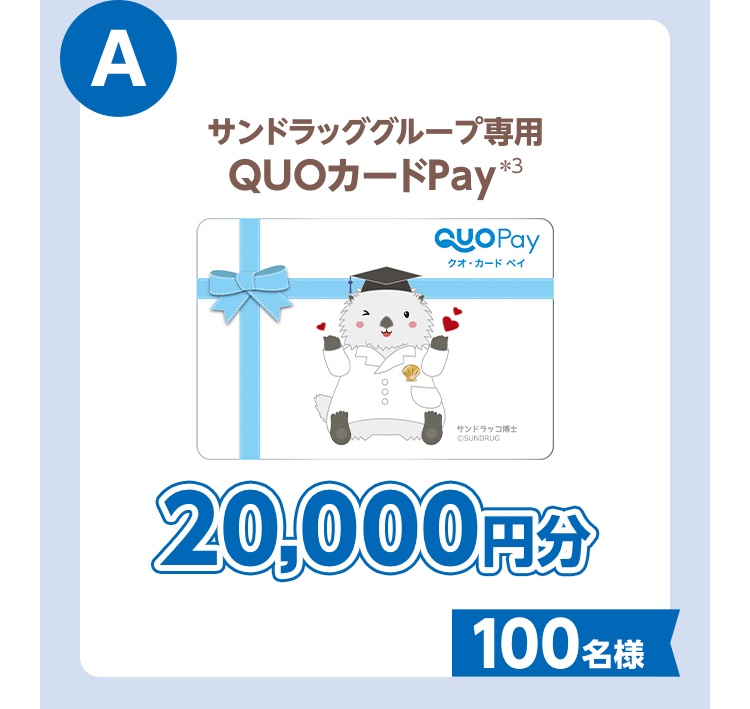 A
サンドラッググループ専用
QUOカードPay※3
QUO Pay
クオ・カード ペイ
サンドラッコ博士
©SUNDRUG
20,000円分
100名様